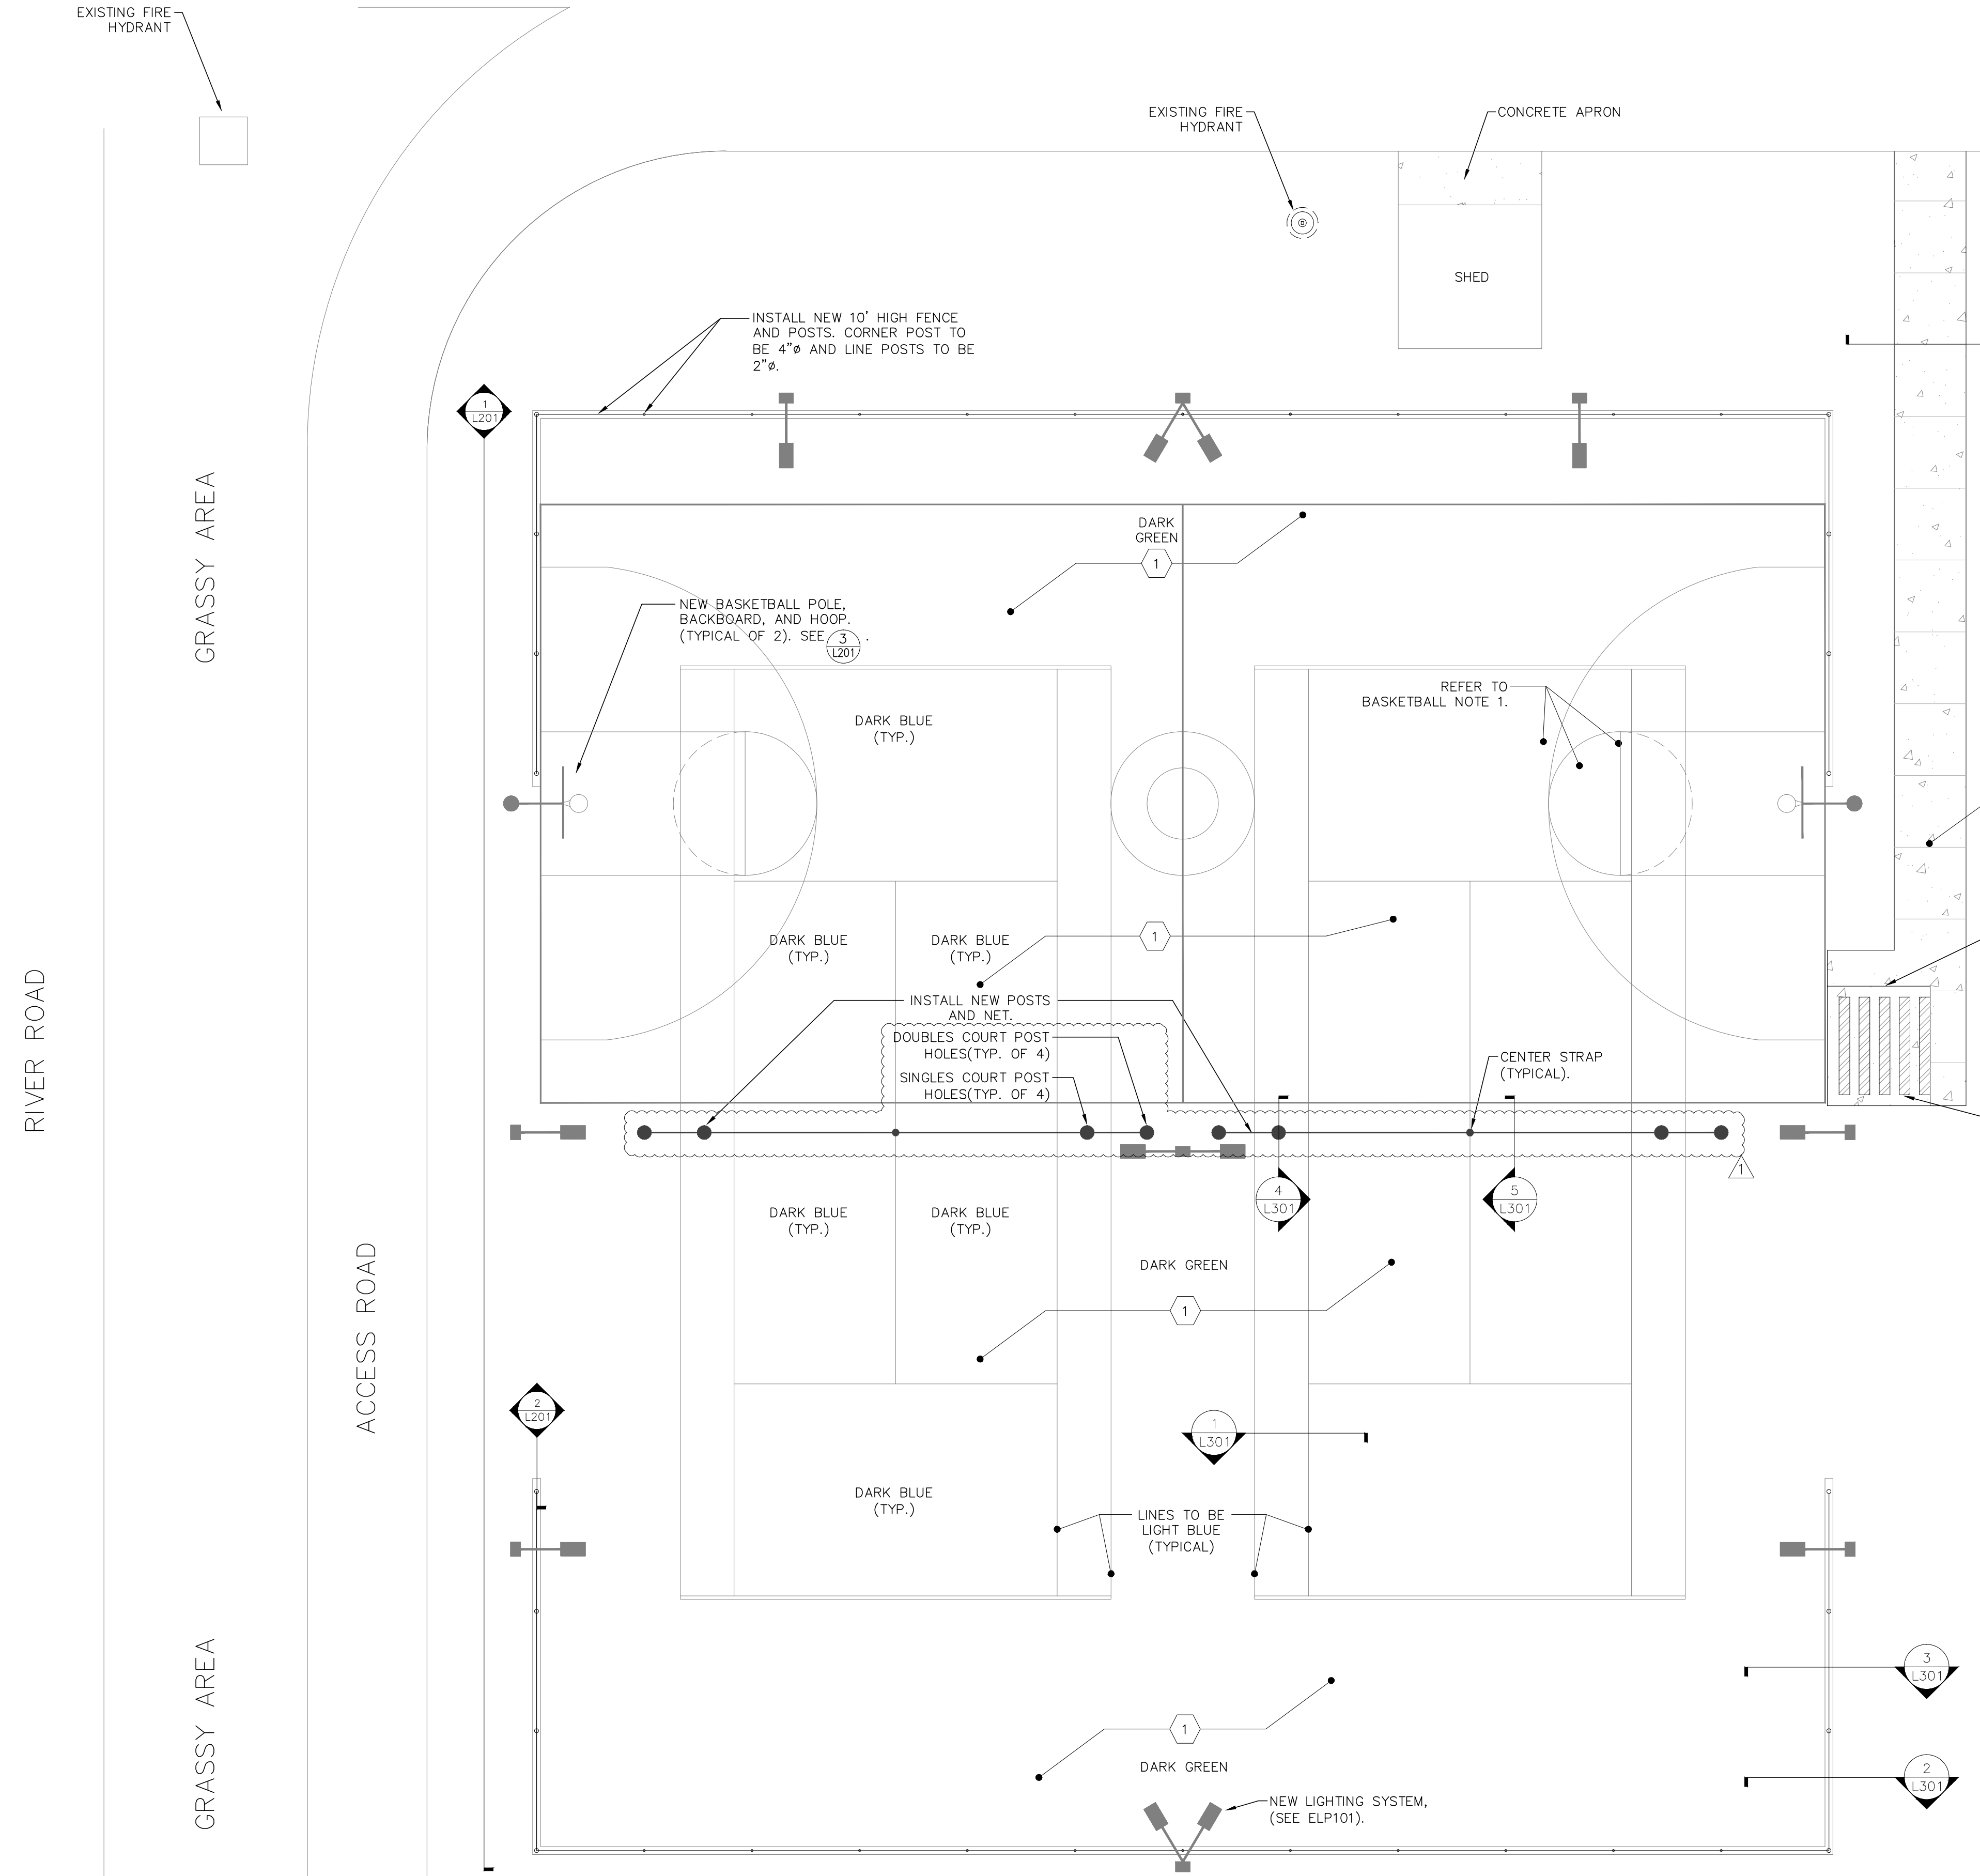 EXISTING FIRE
HYDRANT
EXISTING FIRE
HYDRANT
CONCRETE APRON
SHED
INSTALL NEW 10' HIGH FENCE
AND POSTS. CORNER POST TO
BE 4"ø AND LINE POSTS TO BE
2"ø.
1
L201
GRASSY AREA
DARK
GREEN
1
NEW BASKETBALL POLE,
BACKBOARD, AND HOOP.
(TYPICAL OF 2). SEE 3 .
L201
REFER TO
BASKETBALL NOTE 1.
DARK BLUE
(TYP.)
1
DARK BLUE
(TYP.)
DARK BLUE
(TYP.)
INSTALL NEW POSTS
AND NET.
DOUBLES COURT POST
HOLES(TYP. OF 4)
SINGLES COURT POST
HOLES(TYP. OF 4)
CENTER STRAP
(TYPICAL).
RIVER ROAD
1
4
L301
5
L301
DARK BLUE
(TYP.)
DARK BLUE
(TYP.)
DARK GREEN
1
ACCESS ROAD
2
L201
1
L301
DARK BLUE
(TYP.)
LINES TO BE
LIGHT BLUE
(TYPICAL)
GRASSY AREA
3
L301
1
DARK GREEN
2
L301
NEW LIGHTING SYSTEM,
(SEE ELP101).